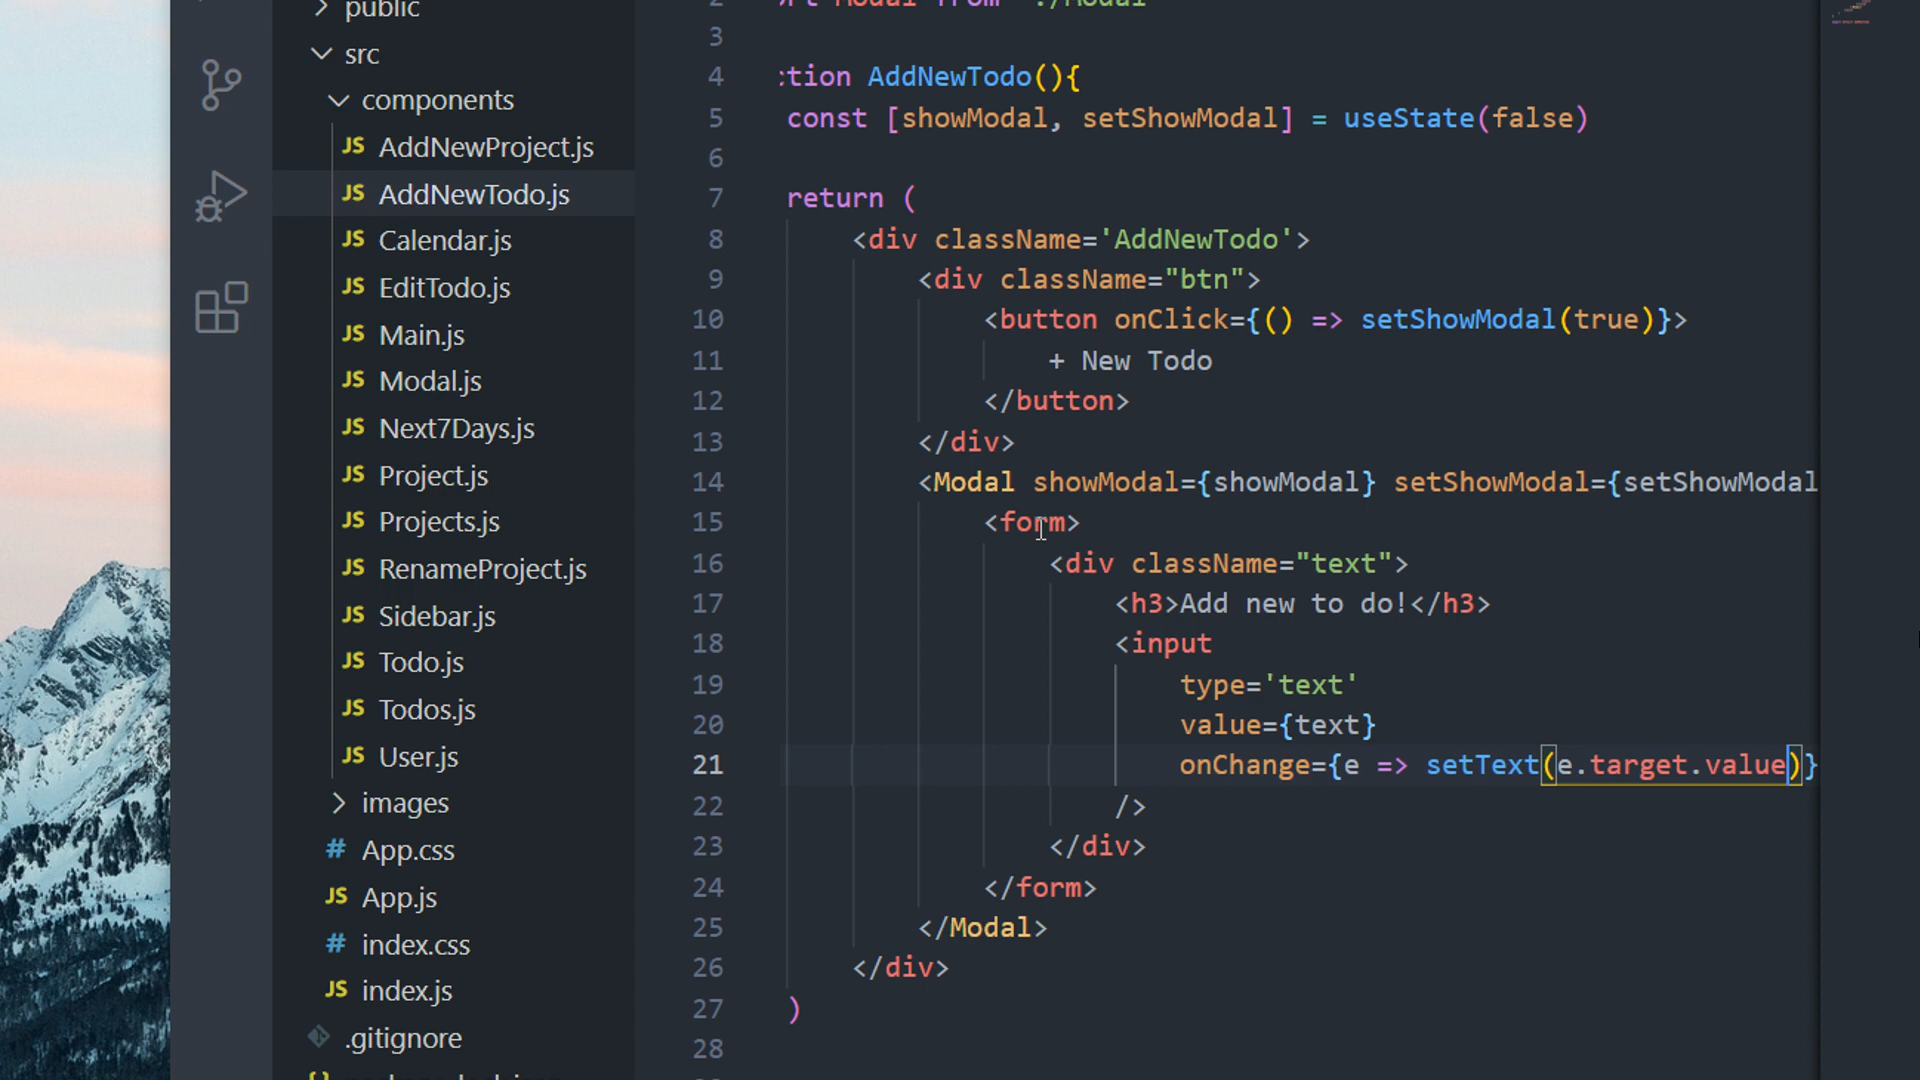 public
src
components
JS AddNewProject.js
JS AddNewTodo.js
JS Calendar.js
JS EditTodo.js
JS Main.js
JS Modal.js
JS Next7Days.js
JS Project.js
JS Projects.js
JS RenameProject.js
JS Sidebar.js
JS Todo.js
JS Todos.js
JS User.js
images
# App.css
JS App.js
# index.css
JS index.js
.gitignore
2 rt Modal from './Modal'
3
4 ction AddNewTodo(){
5 const [showModal, setShowModal] = useState(false)
6
7 return (
8 <div className='AddNewTodo'>
9 <div className="btn">
10 <button onClick={() => setShowModal(true)}>
11 + New Todo
12 </button>
13 </div>
14 <Modal showModal={showModal} setShowModal={setShowModal
15 <form>
16 <div className="text">
17 <h3>Add new to do!</h3>
18 <input
19 type='text'
20 value={text}
21 onChange={e => setText(e.target.value)}
22 />
23 </div>
24 </form>
25 </Modal>
26 </div>
27 )
28